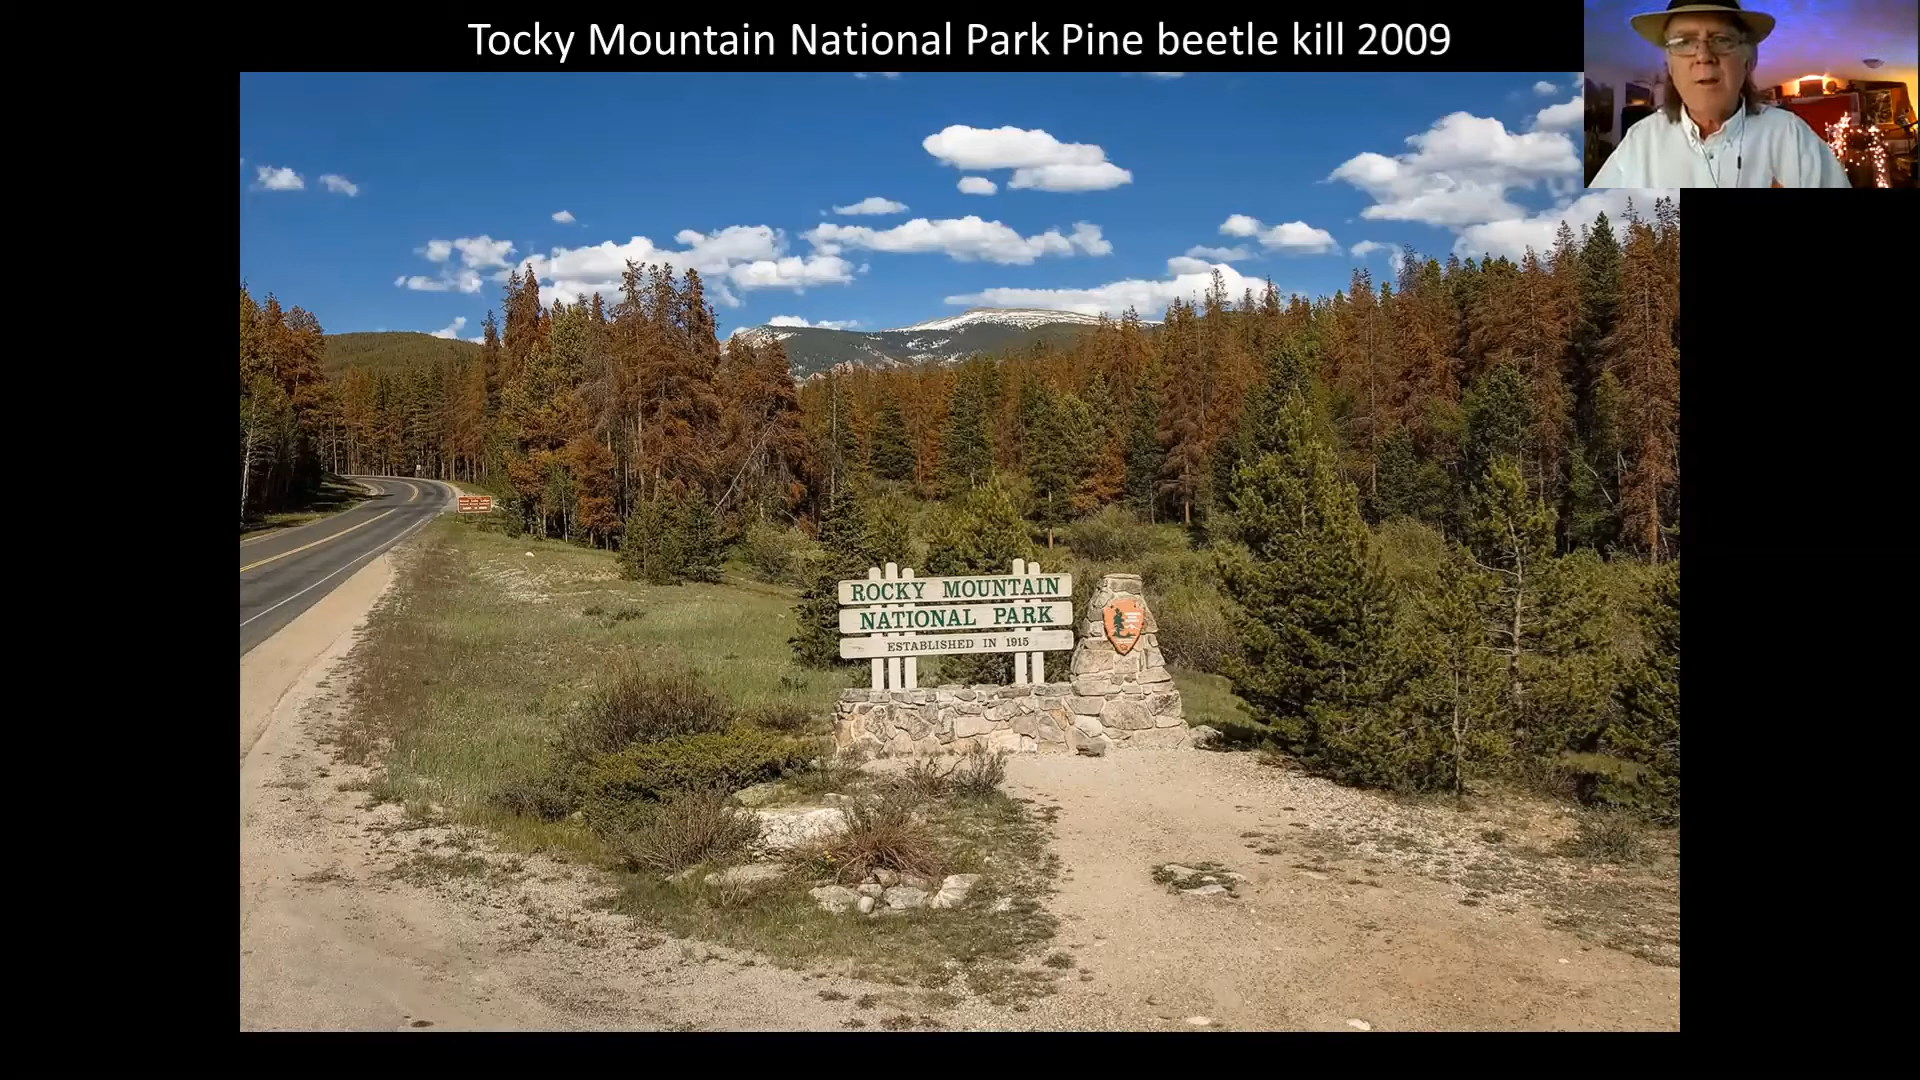 Tocky Mountain National Park Pine beetle kill 2009
ROCKY MOUNTAIN
NATIONAL PARK
ESTABLISHED IN 1915